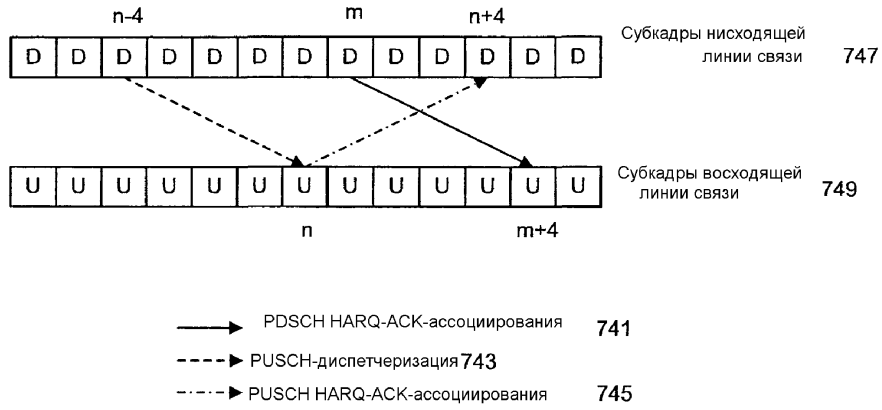 n-4 m n+4
D D D D D D D D D D D D D
Субкадры нисходящей
линии связи 747
U U U U U U U U U U U U U
Субкадры восходящей
линии связи 749
n m+4
PDSCH HARQ-ACK-ассоциирования 741
PUSCH-диспетчеризация 743
PUSCH HARQ-ACK-ассоциирования 745